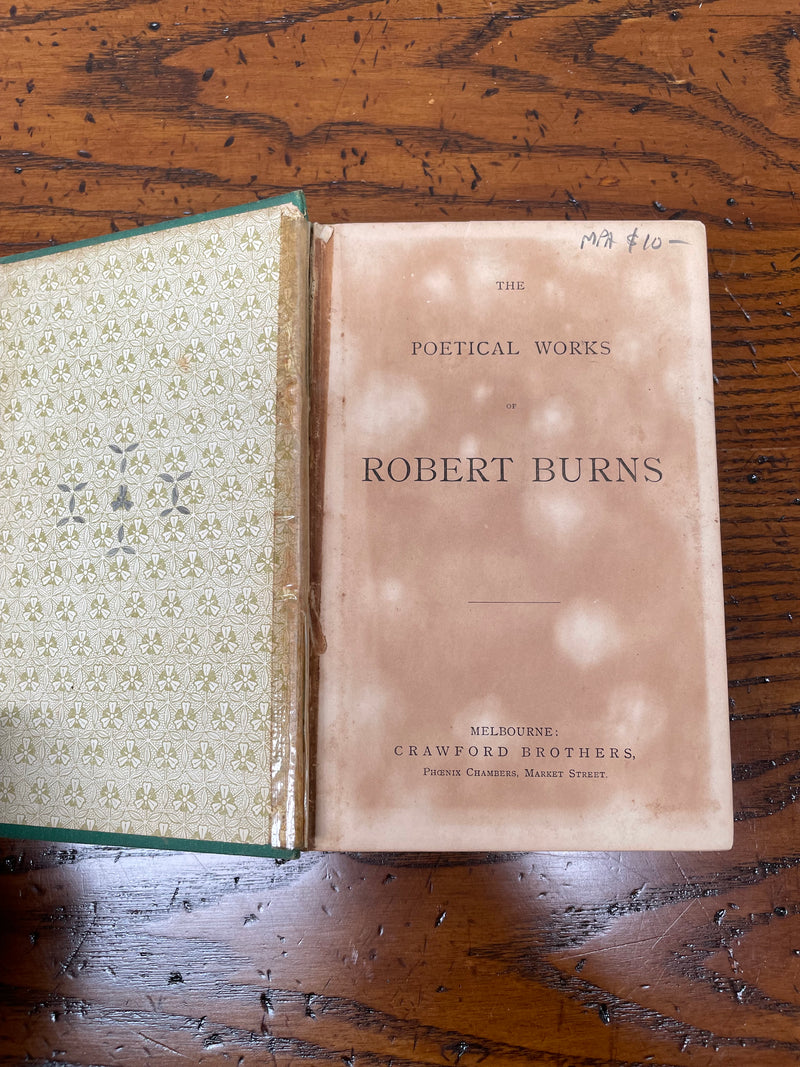 MPA $10-
THE
POETICAL WORKS
OF
ROBERT BURNS
MELBOURNE:
CRAWFORD BROTHERS,
PHŒNIX CHAMBERS, MARKET STREET.